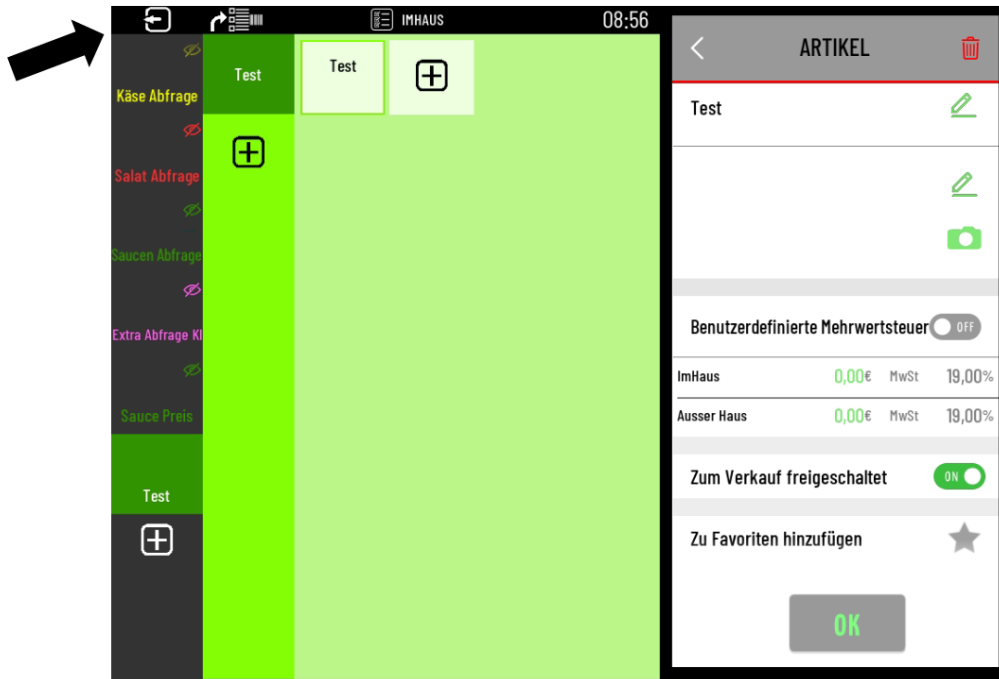 IMHAUS
08:56
Käse Abfrage
Salat Abfrage
Saucen Abfrage
Extra Abfrage Kl
Sauce Preis
Test
Test
Test
ARTIKEL
Test
Benutzerdefinierte Mehrwertsteuer OFF
ImHaus 0,00€ MwSt 19,00%
Ausser Haus 0,00€ MwSt 19,00%
Zum Verkauf freigeschaltet ON
Zu Favoriten hinzufügen
OK